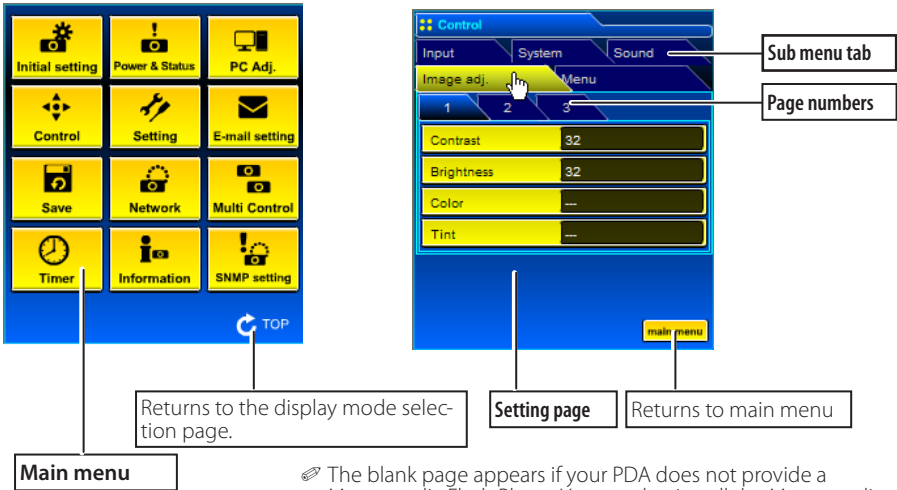 Initial setting
Power & Status
PC Adj.
Control
Setting
E-mail setting
Save
Network
Multi Control
Timer
Information
SNMP setting
TOP
Control
Input
System
Sound
Image adj.
Menu
1
2
3
Contrast
32
Brightness
32
Color
---
Tint
---
main menu
Sub menu tab
Page numbers
Returns to the display mode selec-
tion page.
Setting page
Returns to main menu
Main menu
✐ The blank page appears if your PDA does not provide a